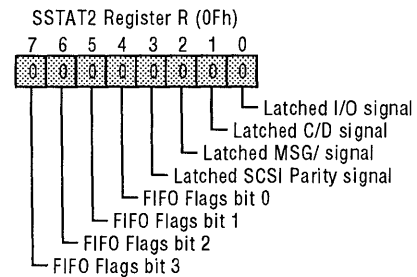 SSTAT2 Register R (0Fh)
7 6 5 4 3 2 1 0
0 0 0 0 0 0 0 0
Latched I/O signal
Latched C/D signal
Latched MSG/ signal
Latched SCSI Parity signal
FIFO Flags bit 0
FIFO Flags bit 1
FIFO Flags bit 2
FIFO Flags bit 3